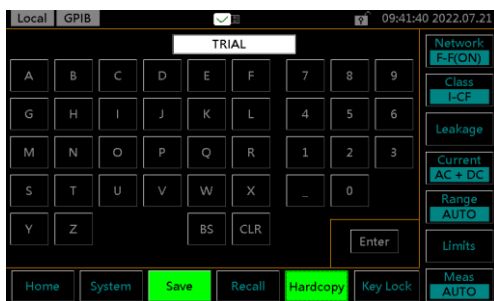 Local GPIB 09:41:40 2022.07.21
TRIAL
Network
F-F(ON)
A B C D E F 7 8 9
Class
I-CF
G H I J K L 4 5 6
Leakage
M N O P Q R 1 2 3
Current
AC + DC
S T U V W X _ 0
Range
AUTO
Y Z BS CLR Enter
Limits
Home System Save Recall Hardcopy Key Lock
Meas
AUTO